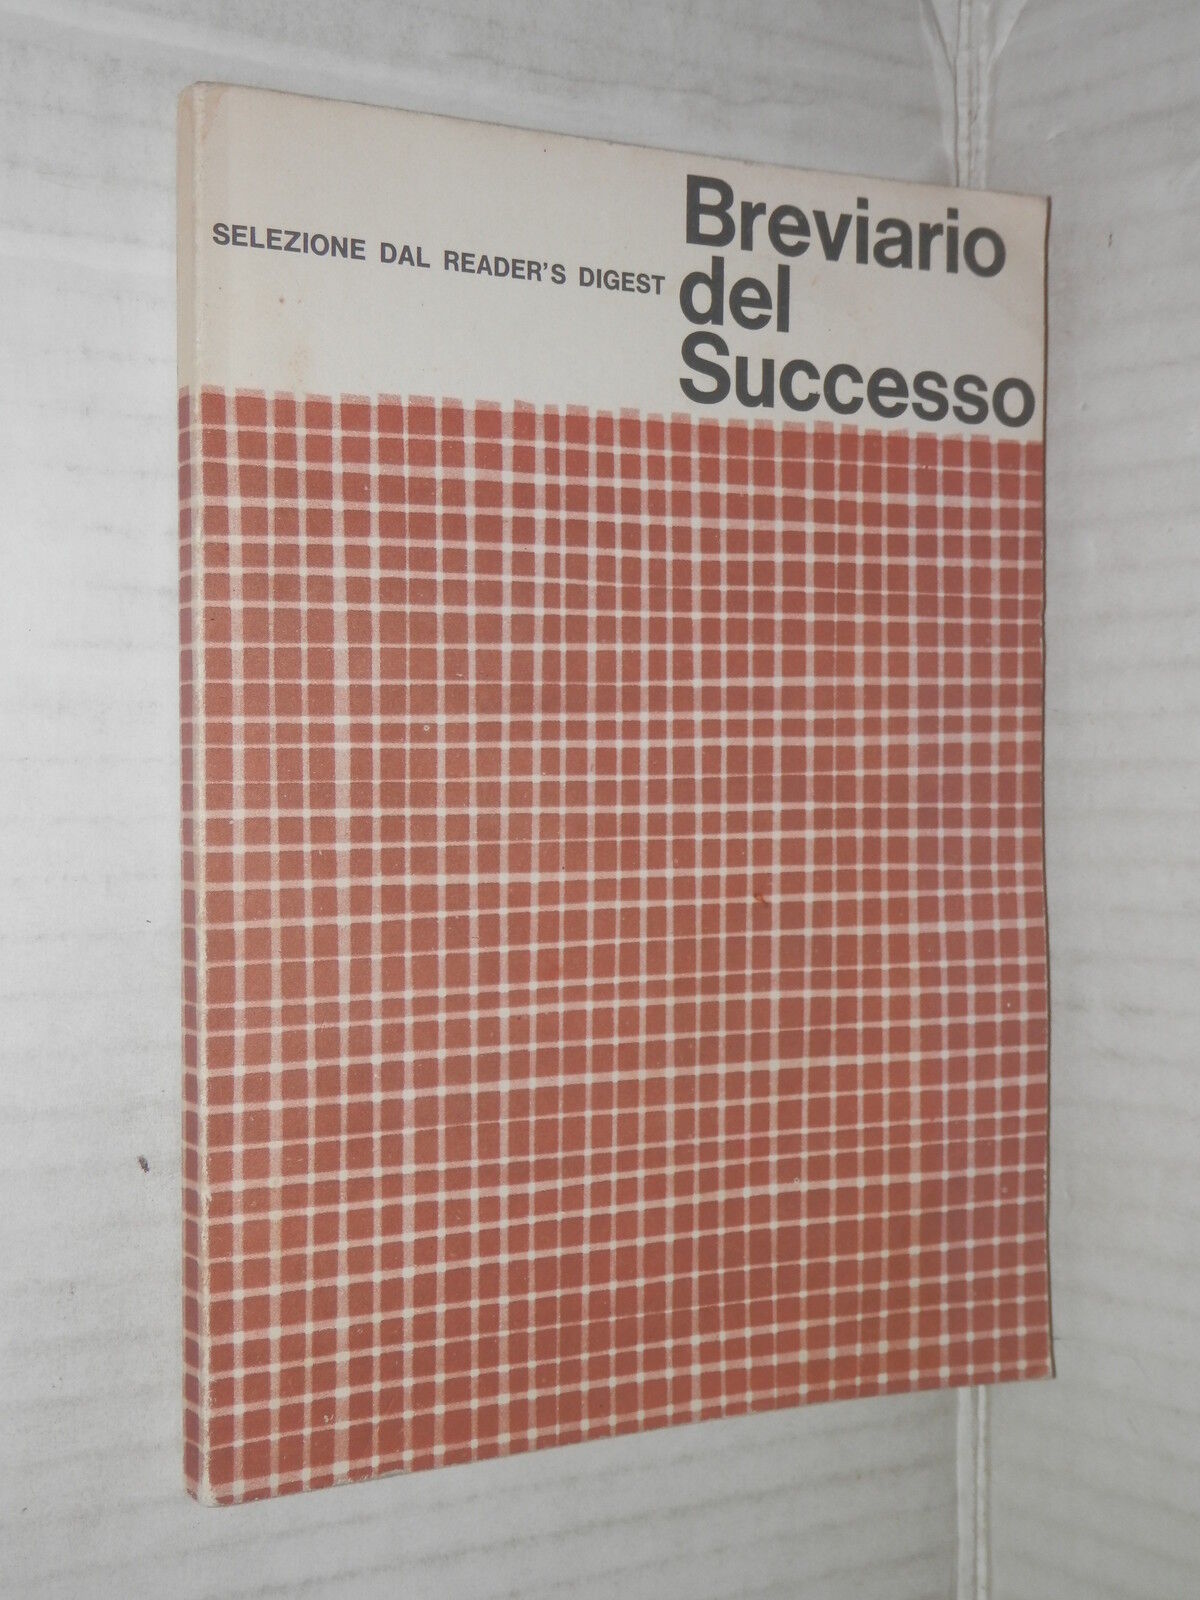 SELEZIONE DAL READER'S DIGEST
Breviario
del
Successo